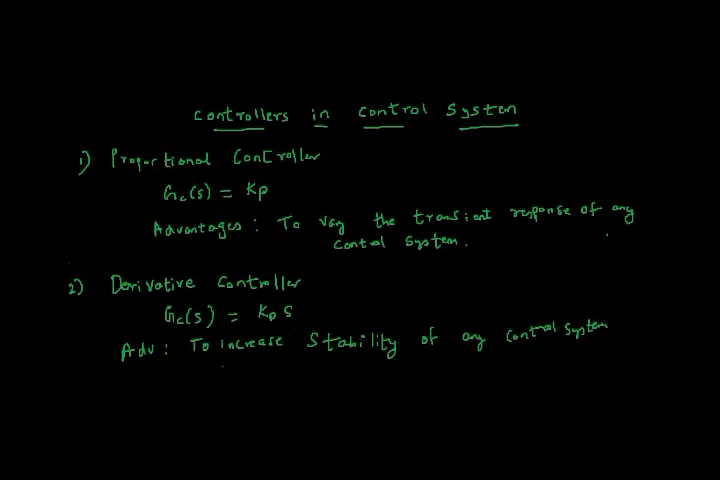 Controllers in Control System
1) Proportional Controller
Gc(s) = Kp
Advantages: To vary the transient response of any
control system.
2) Derivative Controller
Gc(s) = KD s
Adv: To increase Stability of any control system